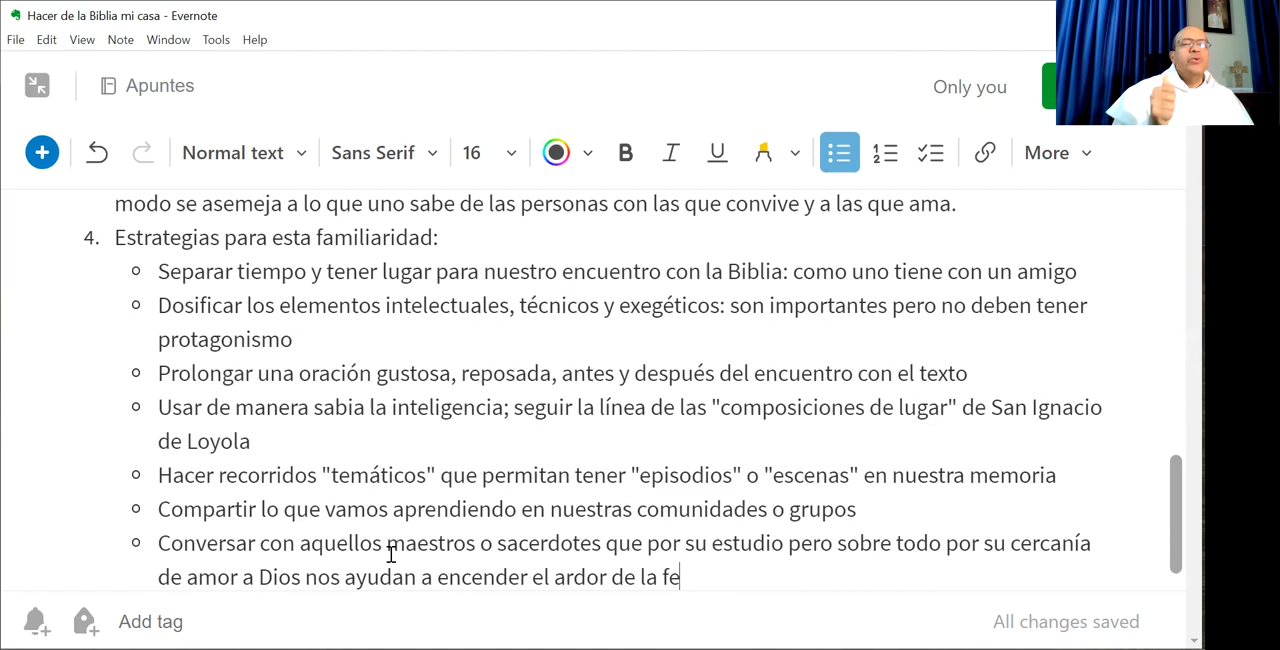 Hacer de la Biblia mi casa - Evernote
File Edit View Note Window Tools Help
Apuntes
Only you
Normal text Sans Serif 16 B I U More
modo se asemeja a lo que uno sabe de las personas con las que convive y a las que ama.
4. Estrategias para esta familiaridad:
Separar tiempo y tener lugar para nuestro encuentro con la Biblia: como uno tiene con un amigo
Dosificar los elementos intelectuales, técnicos y exegéticos: son importantes pero no deben tener
protagonismo
Prolongar una oración gustosa, reposada, antes y después del encuentro con el texto
Usar de manera sabia la inteligencia; seguir la línea de las "composiciones de lugar" de San Ignacio
de Loyola
Hacer recorridos "temáticos" que permitan tener "episodios" o "escenas" en nuestra memoria
Compartir lo que vamos aprendiendo en nuestras comunidades o grupos
Conversar con aquellos maestros o sacerdotes que por su estudio pero sobre todo por su cercanía
de amor a Dios nos ayudan a encender el ardor de la fe
Add tag
All changes saved